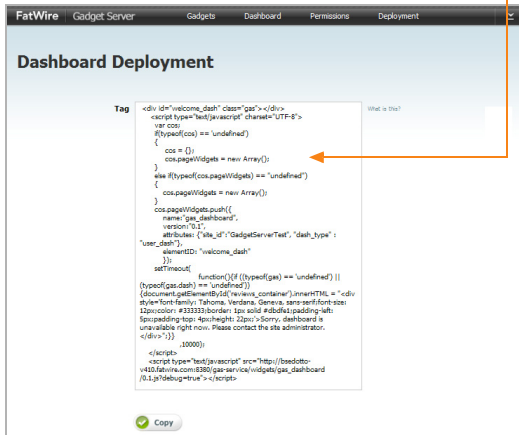 FatWire Gadget Server Gadgets Dashboard Permissions Deployment
Dashboard Deployment
Tag
What is this?
<div id="welcome_dash" class="gas"></div>
<script type="text/javascript" charset="UTF-8">
var cos;
if(typeof(cos) == 'undefined')
{
cos = {};
cos.pageWidgets = new Array();
}
else if(typeof(cos.pageWidgets) == "undefined")
{
cos.pageWidgets = new Array();
}
cos.pageWidgets.push({
name:"gas_dashboard",
version:"0.1",
attributes: {"site_id":"GadgetServerTest", "dash_type" :
"user_dash"},
elementID: "welcome_dash"
});
setTimeout(
function(){if ((typeof(gas) == 'undefined') ||
(typeof(gas.dash) == 'undefined'))
{document.getElementById('reviews_container').innerHTML = "<div
style='font-family: Tahoma, Verdana, Geneva, sans-serif;font-size:
12px;color: #333333;border: 1px solid #dbdfe1;padding-left:
5px;padding-top: 4px;height: 22px;'>Sorry, dashboard is
unavailable right now. Please contact the site administrator.
</div>";}}
,10000);
</script>
<script type="text/javascript" src="http://bsedotto-
v410.fatwire.com:8380/gas-service/widgets/gas_dashboard
/0.1.js?debug=true"></script>
Copy